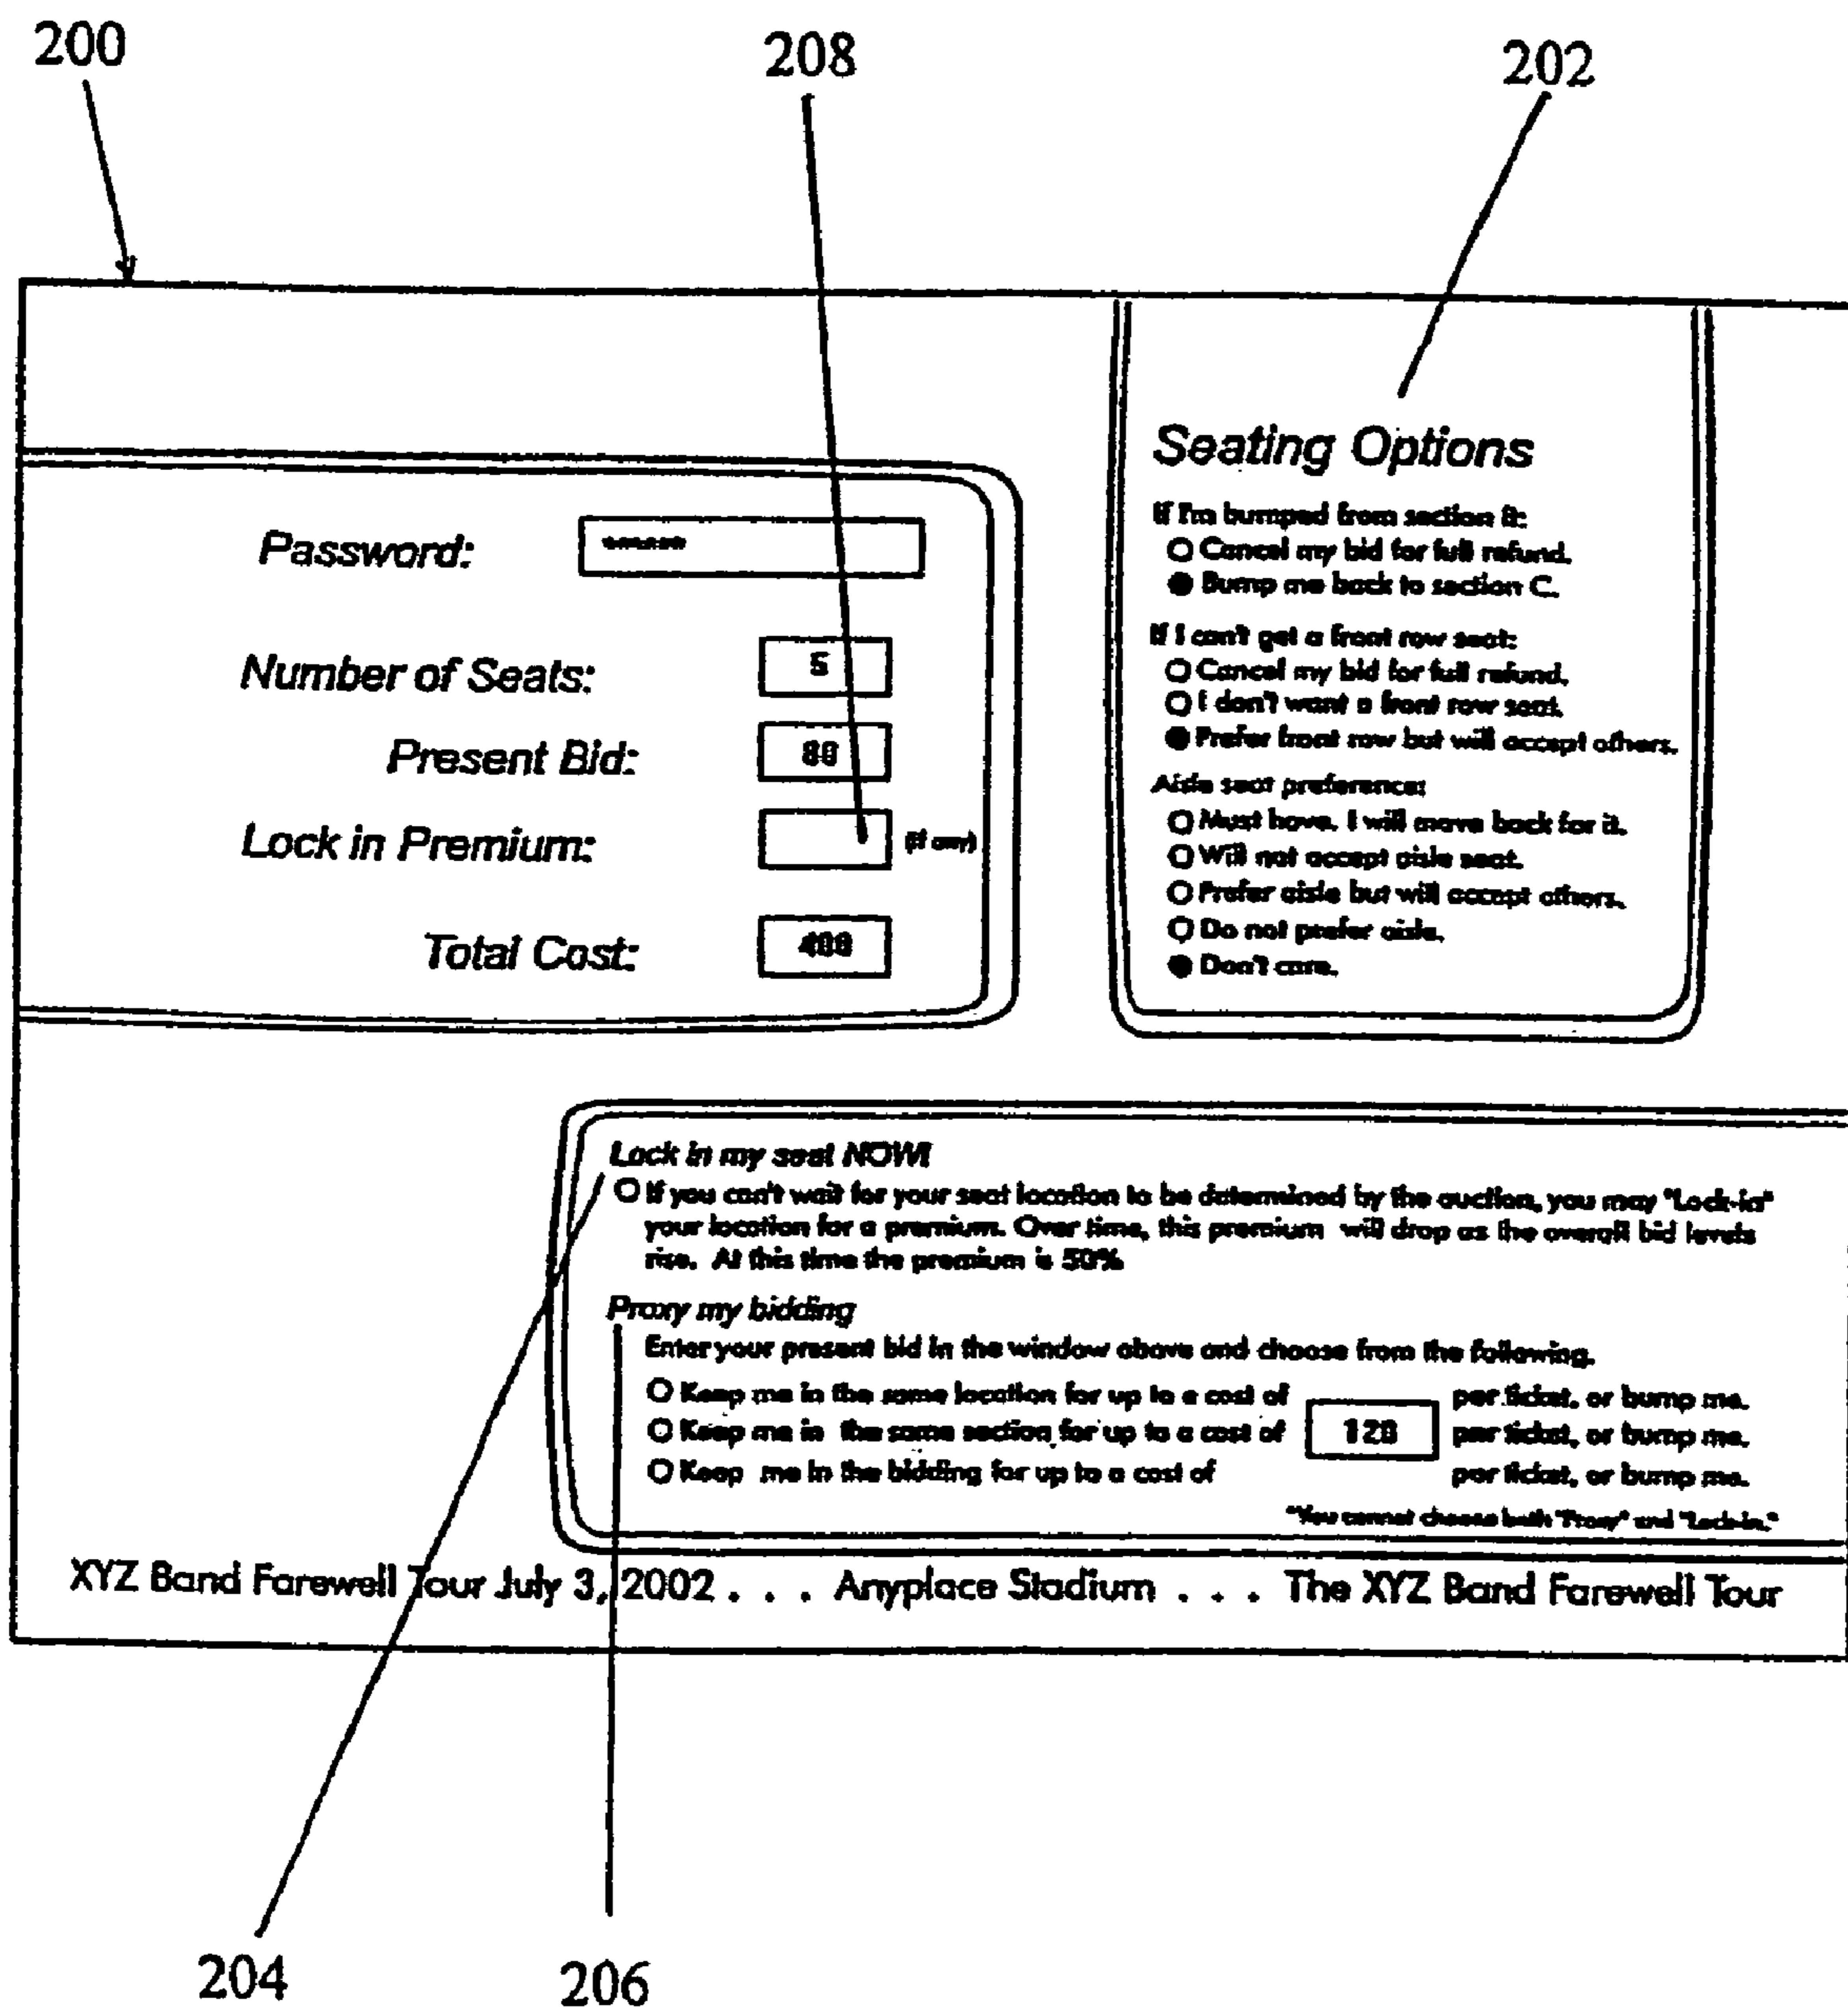 200
208
202
Password:
Number of Seats: 5
Present Bid: 80
Lock in Premium: (if any)
Total Cost: 400
Seating Options
If I'm bumped from section
Cancel my bid for full refund.
Bump me back to section C.
If I can't get a front row seat:
Cancel my bid for full refund.
I don't want a front row seat.
Prefer front row but will accept others.
Aisle seat preference:
Must have. I will move back for it.
Will not accept aisle seat.
Prefer aisle but will accept others.
Do not prefer aisle.
Don't care.
Lock in my seat NOW!
If you can't wait for your seat location to be determined by the auction, you may "Lock-in"
your location for a premium. Over time, this premium will drop as the overall bid levels
rise. At this time the premium is 50%
Proxy my bidding
Enter your present bid in the window above and choose from the following.
Keep me in the same location for up to a cost of per ticket, or bump me.
Keep me in the same section for up to a cost of 120 per ticket, or bump me.
Keep me in the bidding for up to a cost of per ticket, or bump me.
"You cannot choose both "Proxy" and "Lock-in."
XYZ Band Farewell Tour July 3, 2002 . . . Anyplace Stadium . . . The XYZ Band Farewell Tour
204
206